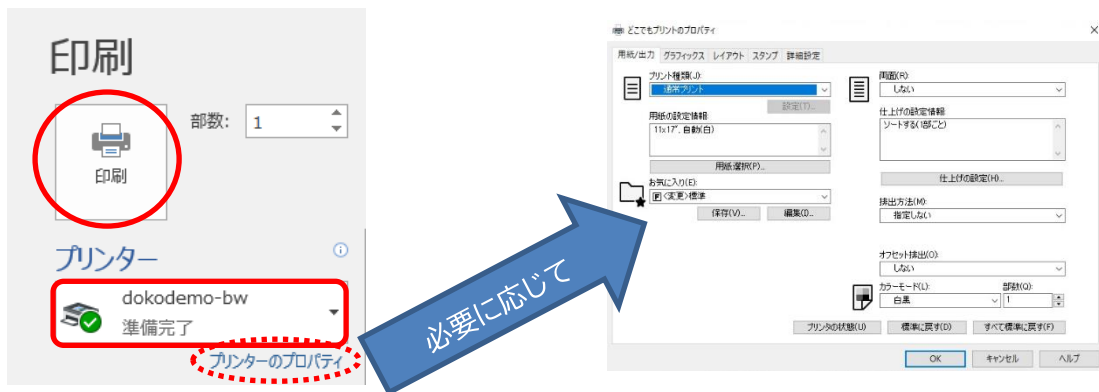 印刷
部数: 1
印刷
プリンター
dokodemo-bw
準備完了
プリンターのプロパティ
必要に応じて
どこでもプリントのプロパティ
用紙/出力 グラフィックス レイアウト スタンプ 詳細設定
プリント種類(J):
通常プリント
設定(T)...
用紙の設定情報:
11x17", 自動(白)
用紙選択(P)...
お気に入り(E):
<変更>標準
保存(V)... 編集(I)...
両面(R):
しない
仕上げの設定情報:
ソートする(1部ごと)
仕上げの設定(H)...
排出方法(M):
指定しない
オフセット排出(O):
しない
カラーモード(L): 部数(Q):
白黒 1
プリンタの状態(U) 標準に戻す(D) すべて標準に戻す(F)
OK キャンセル ヘルプ